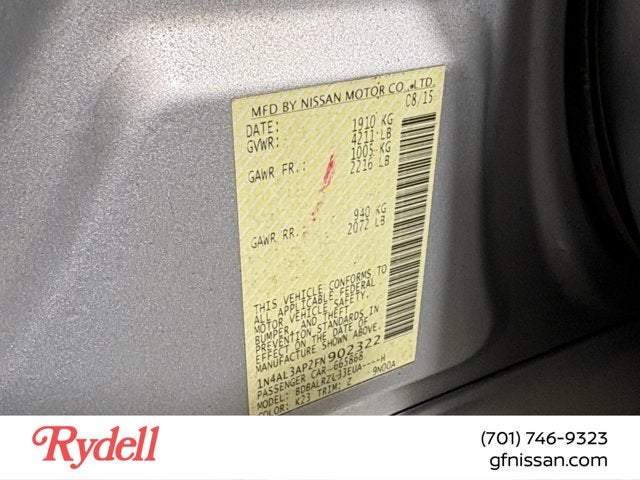 MFD BY NISSAN MOTOR CO., LTD.
DATE: 08/15
GVWR: 1910 KG
4211 LB
GAWR FR.: 1005 KG
2216 LB
GAWR RR.: 940 KG
2072 LB
THIS VEHICLE CONFORMS TO
ALL APPLICABLE FEDERAL
MOTOR VEHICLE SAFETY,
BUMPER, AND THEFT
PREVENTION STANDARDS IN
EFFECT ON THE DATE OF
MANUFACTURE SHOWN ABOVE.
1N4AL3AP2FN902322
PASSENGER CAR
COLOR: K23 TRIM: Z 9N00A
Rydell
(701) 746-9323
gfnissan.com